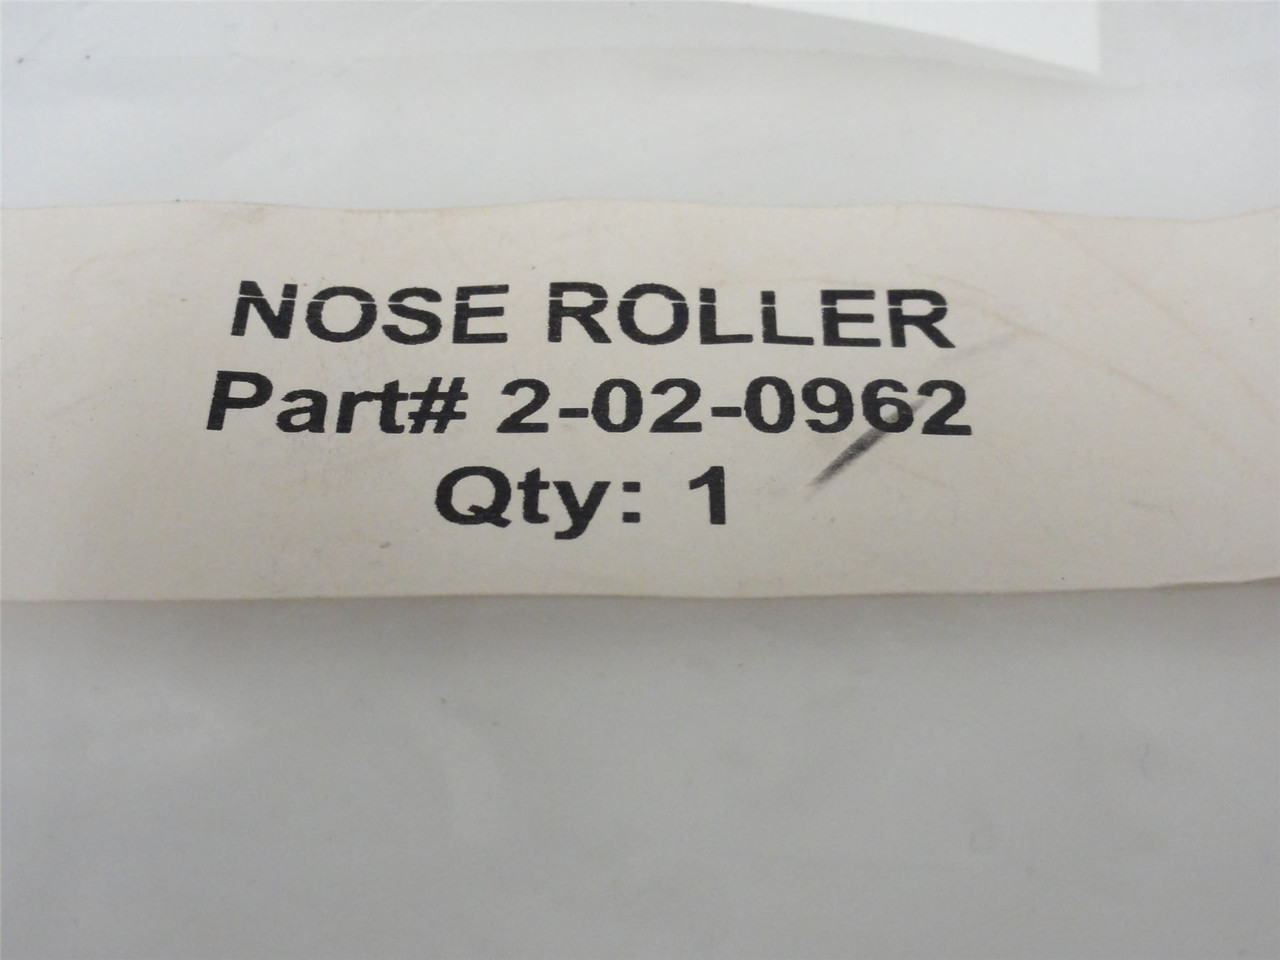 NOSE ROLLER
Part# 2-02-0962
Qty: 1